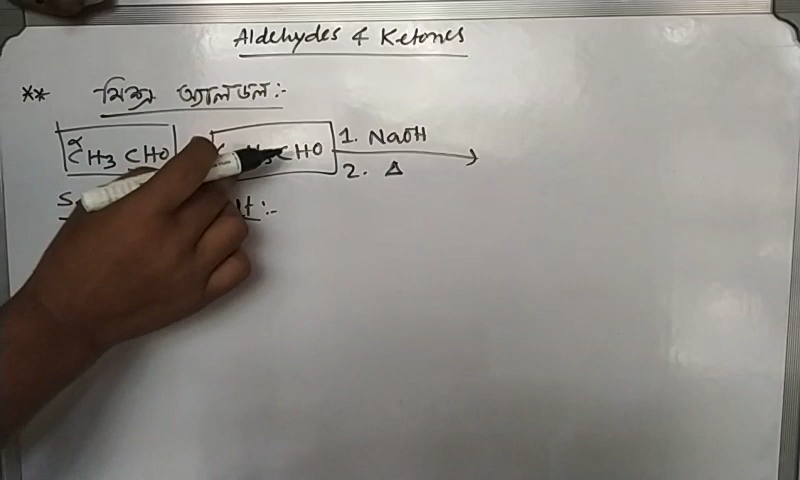 Aldehydes & Ketones
** মিশ্র অ্যালডল:-
α
CH3 CHO CHO 1. NaOH
2. Δ